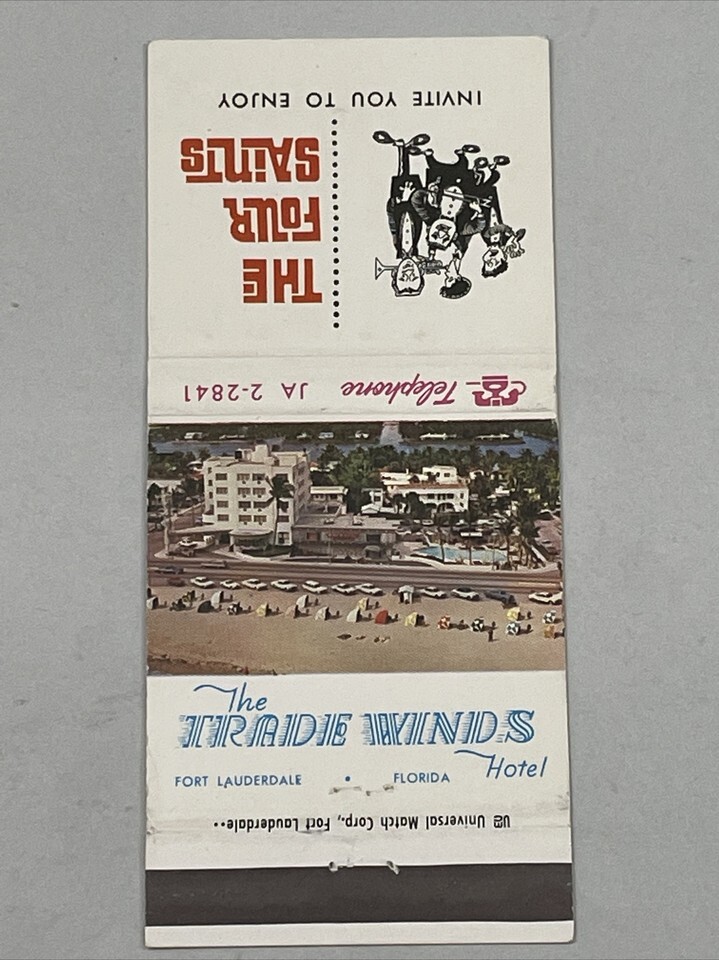 THE
FOUR
SAINTS
INVITE YOU TO ENJOY
Telephone JA 2-2841
The
TRADE WINDS
Hotel
FORT LAUDERDALE • FLORIDA
Universal Match Corp., Fort Lauderdale••